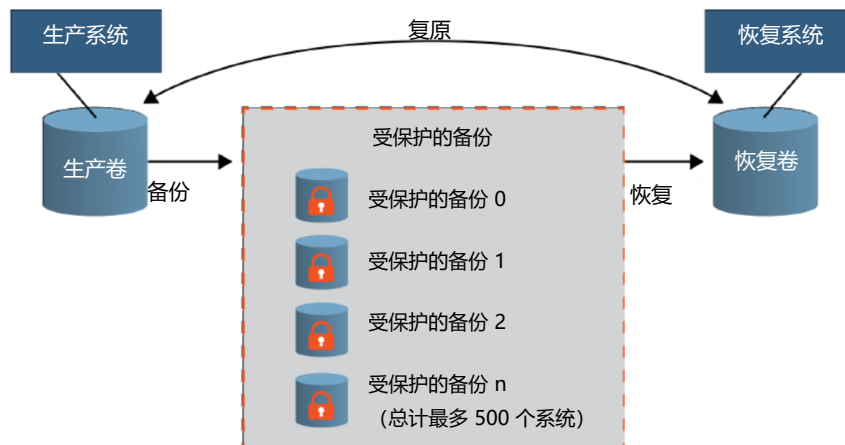 生产系统
复原
恢复系统
生产卷
备份
受保护的备份
受保护的备份 0
受保护的备份 1
受保护的备份 2
受保护的备份 n
（总计最多 500 个系统）
恢复
恢复卷